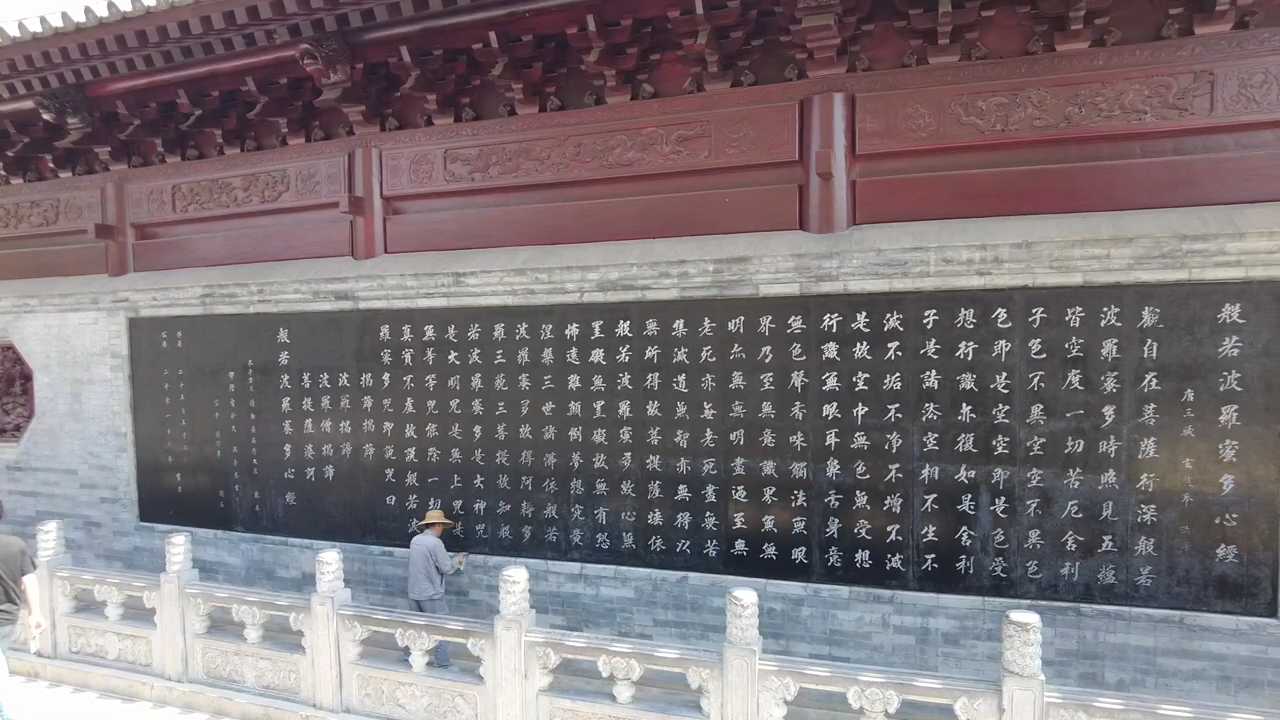 般若波羅蜜多心經
唐三藏
觀自在菩薩行深般若
波羅蜜多時照見五蘊
皆空度一切苦厄舍利
子色不異空空不異色
色即是空空即是色受
想行識亦復如是舍利
子是諸法空相不生不
滅不垢不净不增不減
是故空中無色無受想
行識無眼耳鼻舌身意
無色聲香味觸法無眼
界乃至無意識界無無
明亦無無明盡乃至無
老死亦無老死盡無苦
集滅道無智亦無得以
無所得故菩提薩埵依
般若波羅蜜多故心無
罣礙無罣礙故無有恐
怖遠離顛倒夢想究竟
涅槃三世諸佛依般若
波羅蜜多故得阿耨多
羅三藐三菩提故知般
若波羅蜜多是大神咒
是大明咒是無上咒是
無等等咒能除一切
真實不虛故說般若波
羅蜜多咒即說咒曰
揭諦揭諦
波羅揭諦
波羅僧揭諦
菩提薩婆訶
般若波羅蜜多心經